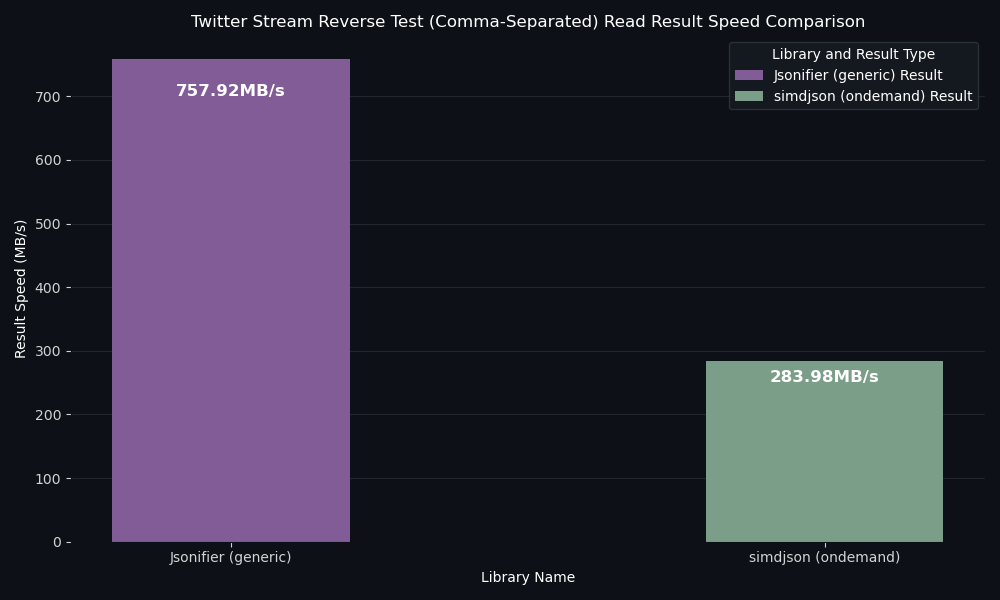 Twitter Stream Reverse Test (Comma-Separated) Read Result Speed Comparison
Library and Result Type
Jsonifier (generic) Result
simdjson (ondemand) Result
757.92MB/s
283.98MB/s
Result Speed (MB/s)
700
600
500
400
300
200
100
0
Jsonifier (generic)
simdjson (ondemand)
Library Name